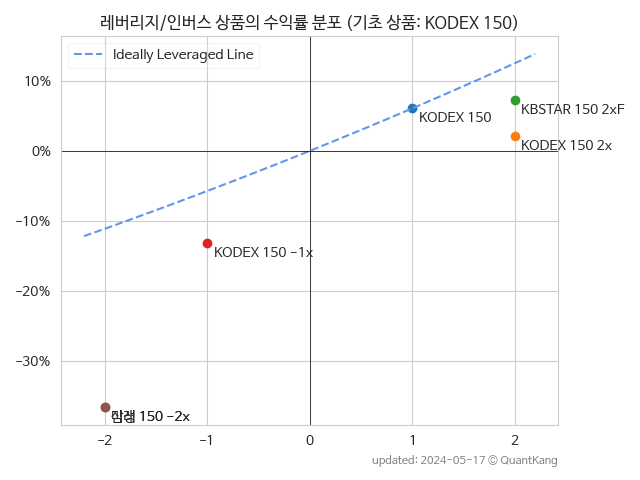 레버리지/인버스 상품의 수익률 분포 (기초 상품: KODEX 150)
Ideally Leveraged Line
10%
0%
−10%
−20%
−30%
KBSTAR 150 2xF
KODEX 150
KODEX 150 2x
KODEX 150 −1x
150 −2x
−2
−1
0
1
2
updated: 2024-05-17 © QuantKang